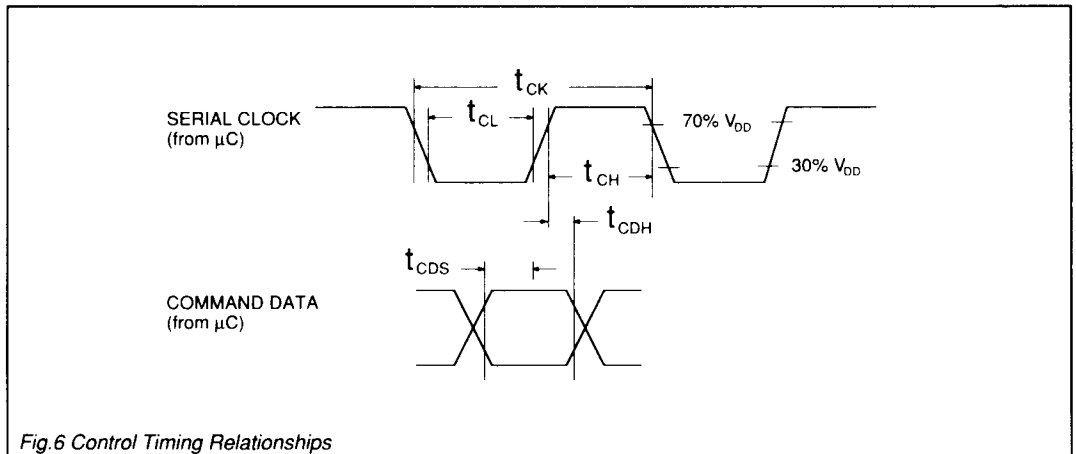 tCK
tCL
SERIAL CLOCK
(from µC)
70% VDD
30% VDD
tCH
tCDH
tCDS
COMMAND DATA
(from µC)
Fig.6 Control Timing Relationships